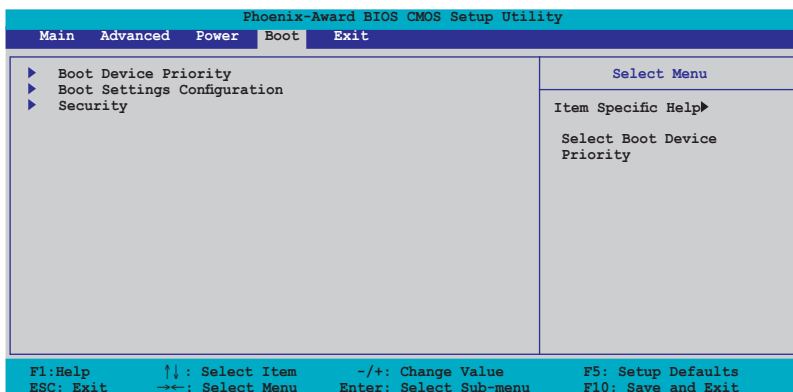 Phoenix-Award BIOS CMOS Setup Utility
Main Advanced Power Boot Exit
Boot Device Priority
Boot Settings Configuration
Security
Select Menu
Item Specific Help
Select Boot Device
Priority
F1:Help ↑↓: Select Item -/+: Change Value F5: Setup Defaults
ESC: Exit →←: Select Menu Enter: Select Sub-menu F10: Save and Exit